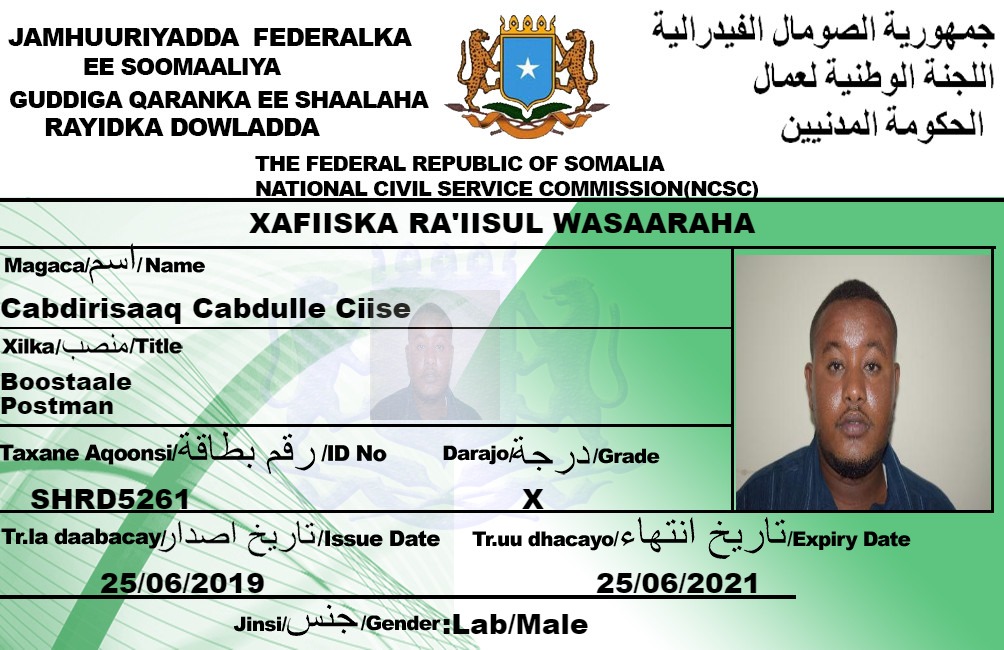 JAMHUURIYADDA FEDERALKA
EE SOOMAALIYA
GUDDIGA QARANKA EE SHAALAHA
RAYIDKA DOWLADDA
جمهورية الصومال الفيدرالية
اللجنة الوطنية لعمال
الحكومة المدنيين
THE FEDERAL REPUBLIC OF SOMALIA
NATIONAL CIVIL SERVICE COMMISSION(NCSC)
XAFIISKA RA'IISUL WASAARAHA
Magaca/اسم/Name
Cabdirisaaq Cabdulle Ciise
Xilka/منصب/Title
Boostaale
Postman
Taxane Aqoonsi/رقم بطاقة/ID No
SHRD5261
Darajo/درجة/Grade
X
Tr.la daabacay/تاريخ اصدار/Issue Date
25/06/2019
Tr.uu dhacayo/تاريخ انتهاء/Expiry Date
25/06/2021
Jinsi/جنس/Gender:Lab/Male